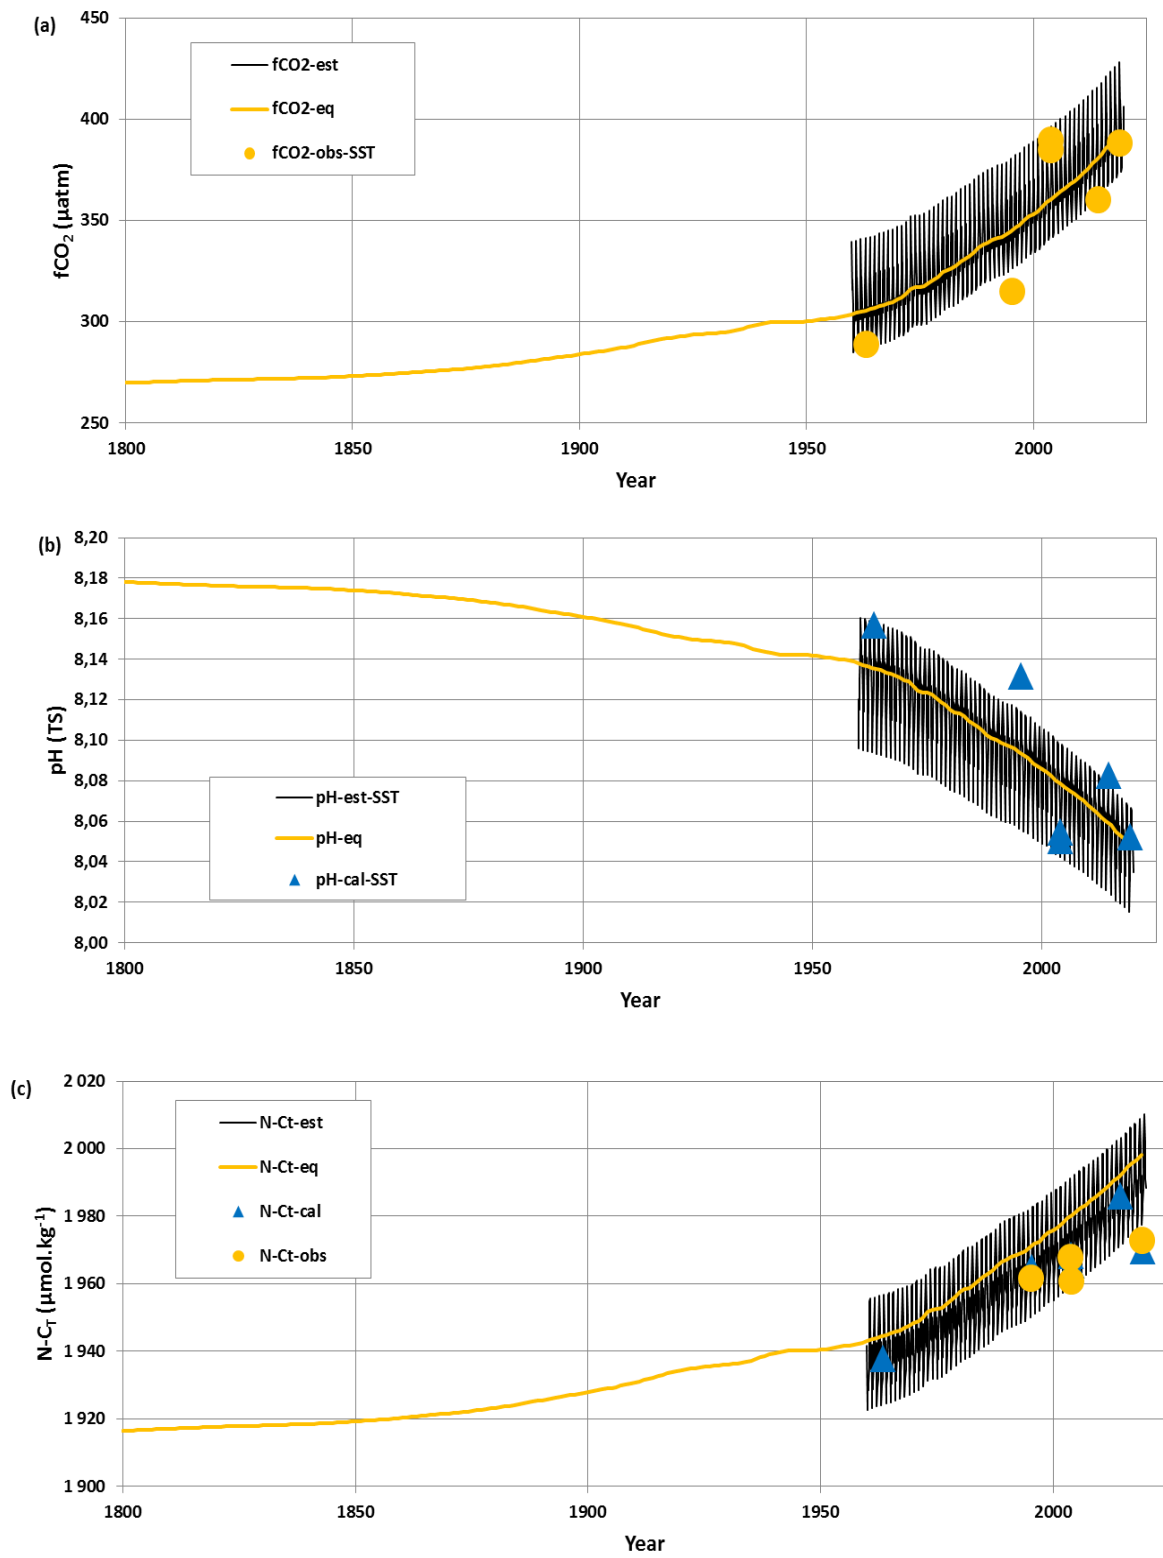 (a)
450
400
350
300
250
fCO₂ (µatm)
fCO2-est
fCO2-eq
fCO2-obs-SST
1800
1850
1900
1950
2000
Year
(b)
8,20
8,18
8,16
8,14
8,12
8,10
8,08
8,06
8,04
8,02
8,00
pH (TS)
pH-est-SST
pH-eq
pH-cal-SST
1800
1850
1900
1950
2000
Year
(c)
2 020
2 000
1 980
1 960
1 940
1 920
1 900
N-C_T (µmol.kg⁻¹)
N-Ct-est
N-Ct-eq
N-Ct-cal
N-Ct-obs
1800
1850
1900
1950
2000
Year